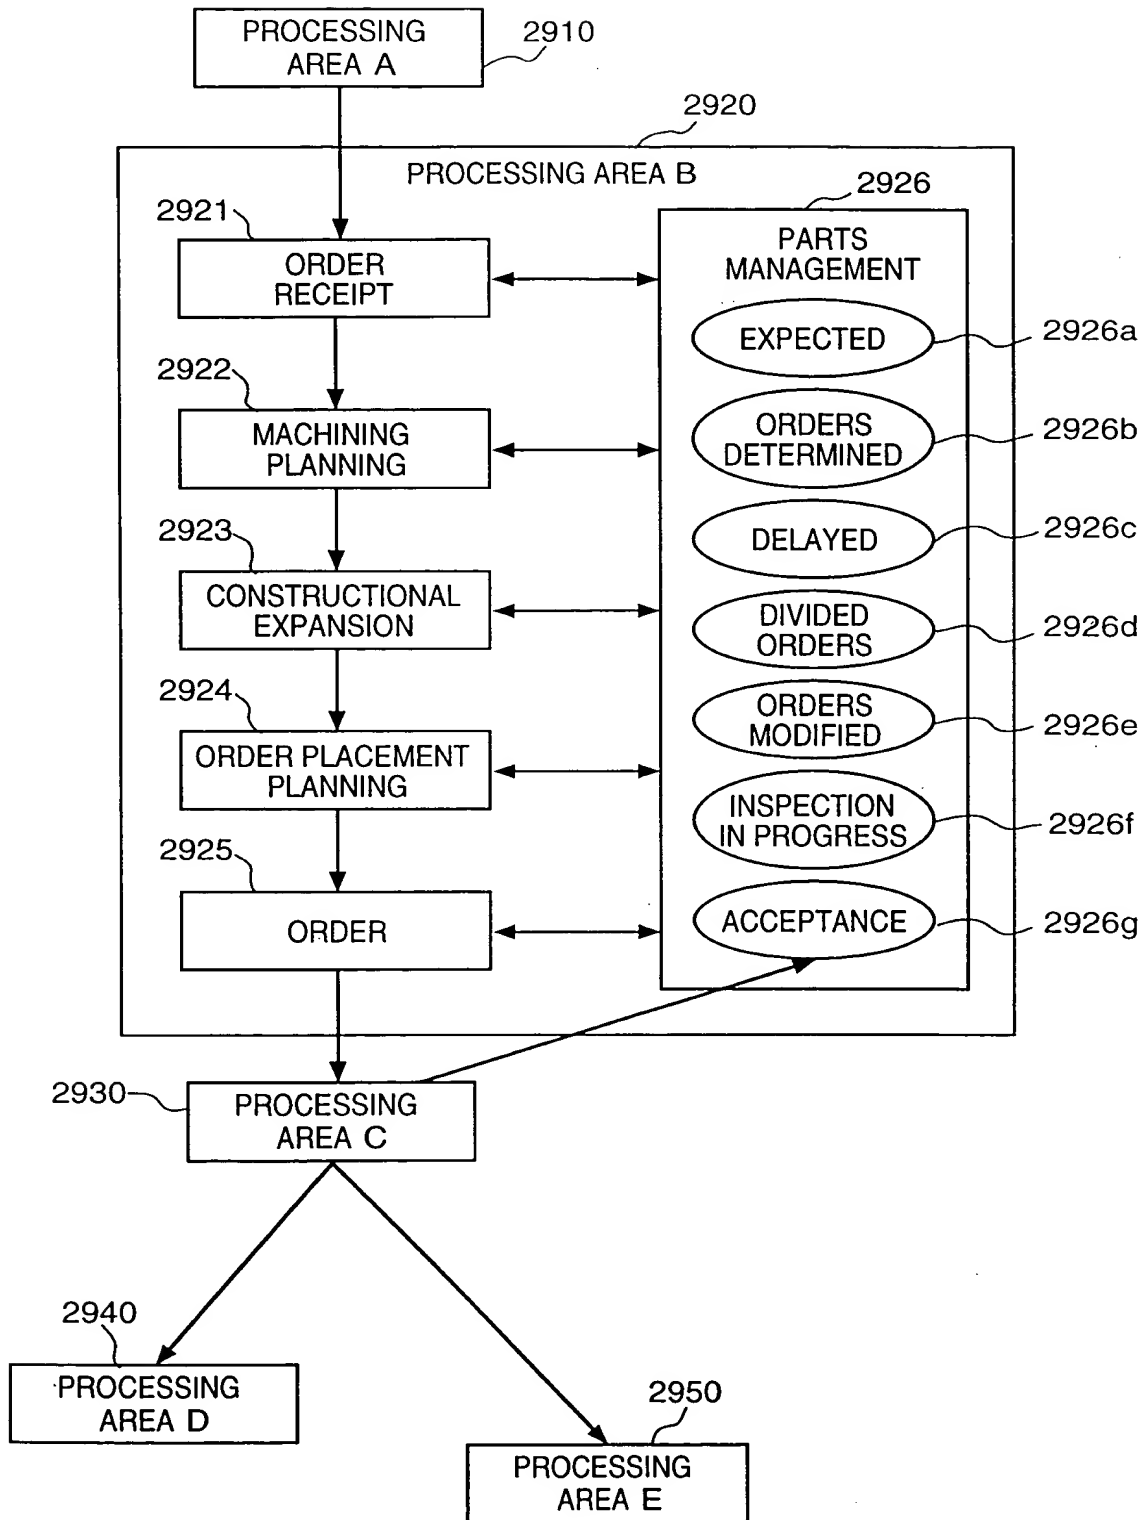 PROCESSING
AREA A
2910
2920
PROCESSING AREA B
2921
ORDER
RECEIPT
2922
MACHINING
PLANNING
2923
CONSTRUCTIONAL
EXPANSION
2924
ORDER PLACEMENT
PLANNING
2925
ORDER
2926
PARTS
MANAGEMENT
EXPECTED
2926a
ORDERS
DETERMINED
2926b
DELAYED
2926c
DIVIDED
ORDERS
2926d
ORDERS
MODIFIED
2926e
INSPECTION
IN PROGRESS
2926f
ACCEPTANCE
2926g
2930
PROCESSING
AREA C
2940
PROCESSING
AREA D
2950
PROCESSING
AREA E